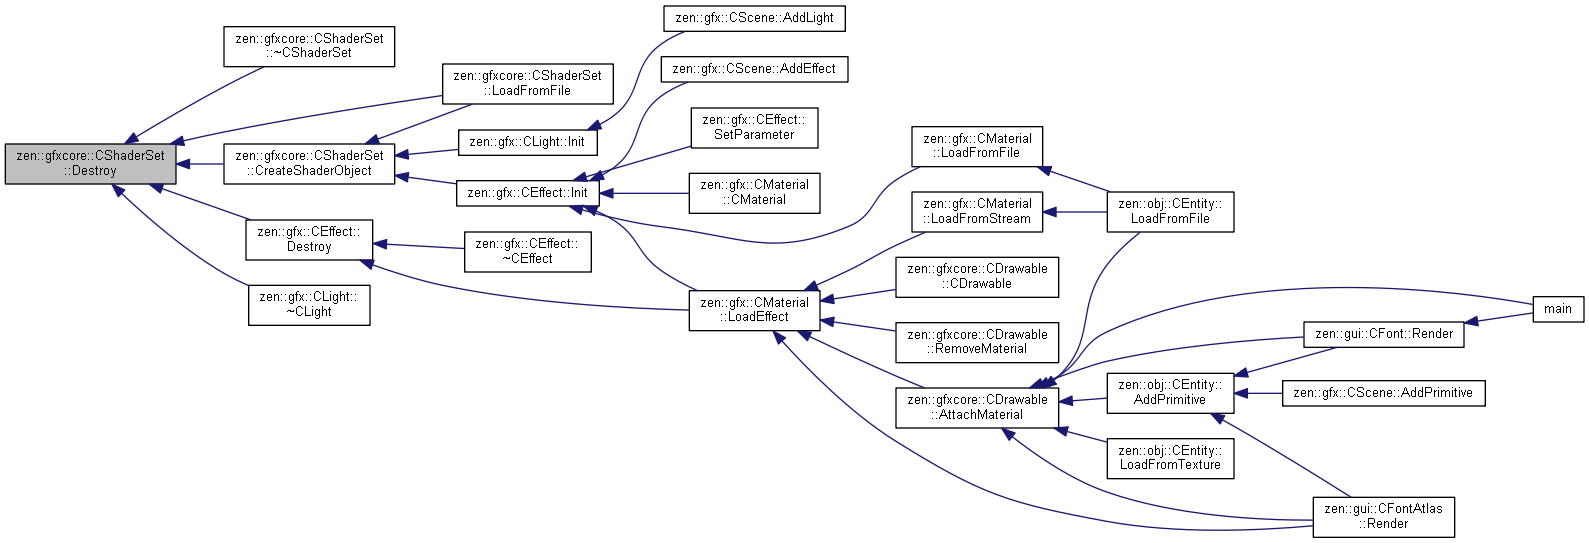 zen::gfxcore::CShaderSet
::Destroy
zen::gfxcore::CShaderSet
::~CShaderSet
zen::gfxcore::CShaderSet
::LoadFromFile
zen::gfxcore::CShaderSet
::CreateShaderObject
zen::gfx::CEffect::
Destroy
zen::gfx::CLight::
~CLight
zen::gfx::CLight::Init
zen::gfx::CEffect::Init
zen::gfx::CEffect::
~CEffect
zen::gfx::CScene::AddLight
zen::gfx::CScene::AddEffect
zen::gfx::CEffect::
SetParameter
zen::gfx::CMaterial
::CMaterial
zen::gfx::CMaterial
::LoadEffect
zen::gfx::CMaterial
::LoadFromFile
zen::gfx::CMaterial
::LoadFromStream
zen::gfxcore::CDrawable
::CDrawable
zen::gfxcore::CDrawable
::RemoveMaterial
zen::gfxcore::CDrawable
::AttachMaterial
zen::obj::CEntity::
LoadFromFile
zen::obj::CEntity::
AddPrimitive
zen::obj::CEntity::
LoadFromTexture
zen::gui::CFont::Render
zen::gfx::CScene::AddPrimitive
zen::gui::CFontAtlas
::Render
main